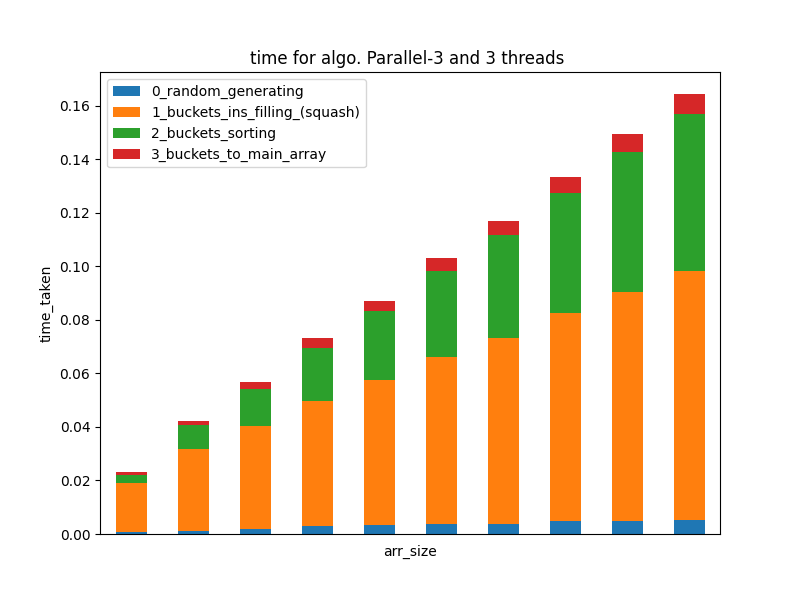 time for algo. Parallel-3 and 3 threads
0_random_generating
1_buckets_ins_filling_(squash)
2_buckets_sorting
3_buckets_to_main_array
time_taken
0.16
0.14
0.12
0.10
0.08
0.06
0.04
0.02
0.00
arr_size